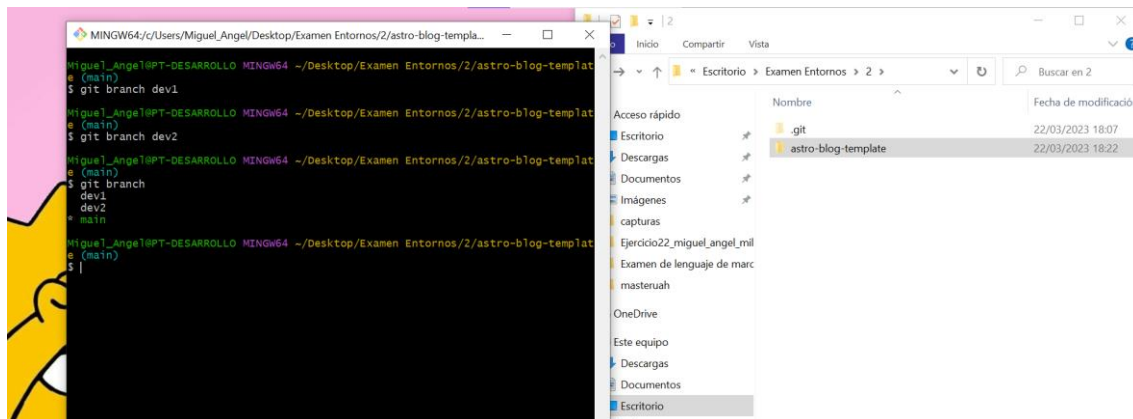 MINGW64:/c/Users/Miguel_Angel/Desktop/Examen Entornos/2/astro-blog-templa...
Miguel_Angel@PT-DESARROLLO MINGW64 ~/Desktop/Examen Entornos/2/astro-blog-templat
e (main)
$ git branch dev1
Miguel_Angel@PT-DESARROLLO MINGW64 ~/Desktop/Examen Entornos/2/astro-blog-templat
e (main)
$ git branch dev2
Miguel_Angel@PT-DESARROLLO MINGW64 ~/Desktop/Examen Entornos/2/astro-blog-templat
e (main)
$ git branch
dev1
dev2
* main
Miguel_Angel@PT-DESARROLLO MINGW64 ~/Desktop/Examen Entornos/2/astro-blog-templat
e (main)
$
2
o Inicio Compartir Vista
« Escritorio > Examen Entornos > 2 >
Buscar en 2
Acceso rápido
Escritorio
Descargas
Documentos
Imágenes
capturas
Ejercicio22_miguel_angel_mil
Examen de lenguaje de marc
masteruah
OneDrive
Este equipo
Descargas
Documentos
Escritorio
Nombre Fecha de modificació
.git 22/03/2023 18:07
astro-blog-template 22/03/2023 18:22